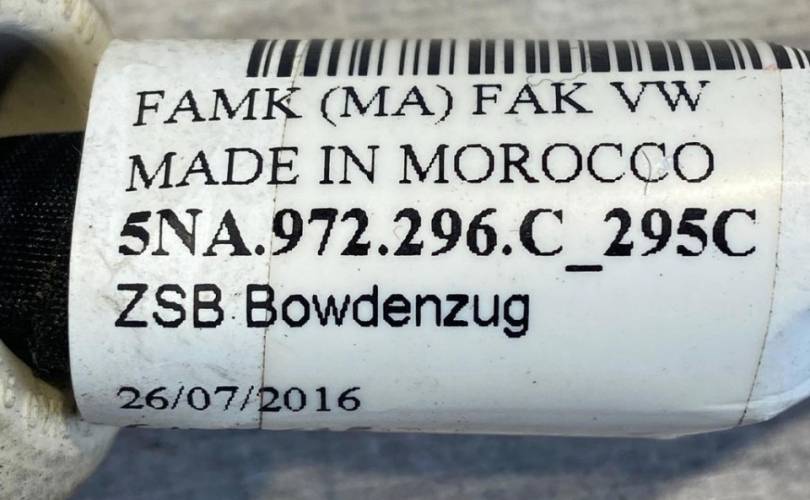 FAMK (MA) FAK VW
MADE IN MOROCCO
5NA.972.296.C_295C
ZSB Bowdenzug
26/07/2016